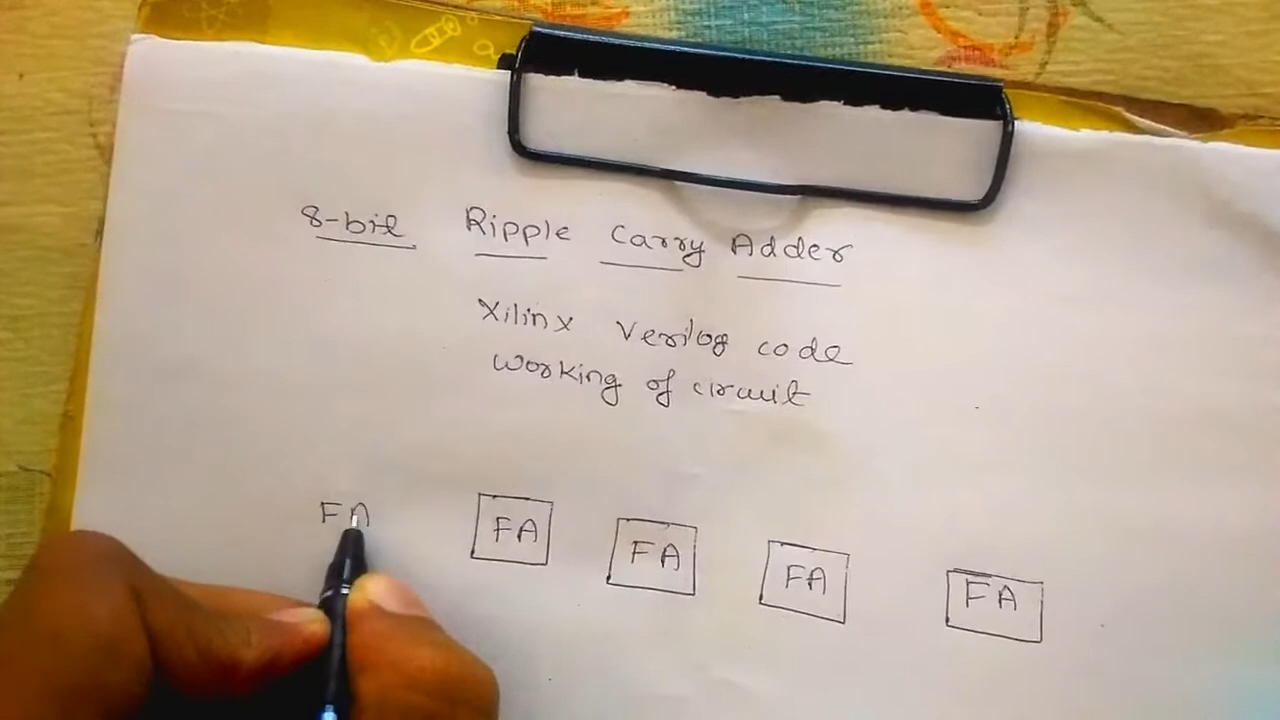 8-bit Ripple Carry Adder
Xilinx Verilog code
Working of circuit
FA FA FA FA FA